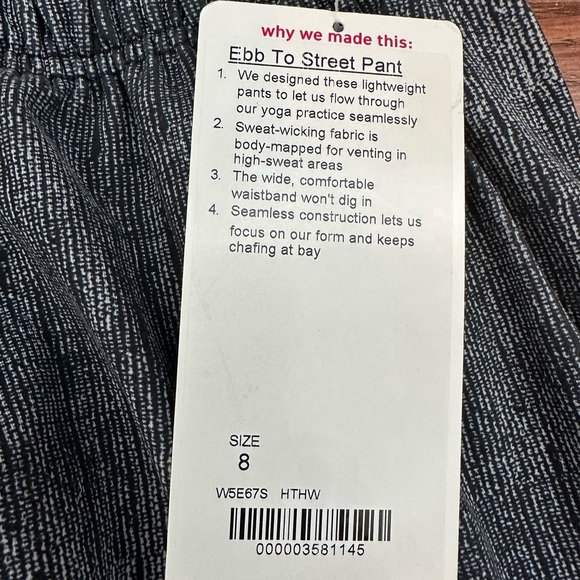 why we made this:
Ebb To Street Pant
1. We designed these lightweight
pants to let us flow through
our yoga practice seamlessly
2. Sweat-wicking fabric is
body-mapped for venting in
high-sweat areas
3. The wide, comfortable
waistband won't dig in
4. Seamless construction lets us
focus on our form and keeps
chafing at bay
SIZE
8
W5E67S HTHW
000003581145